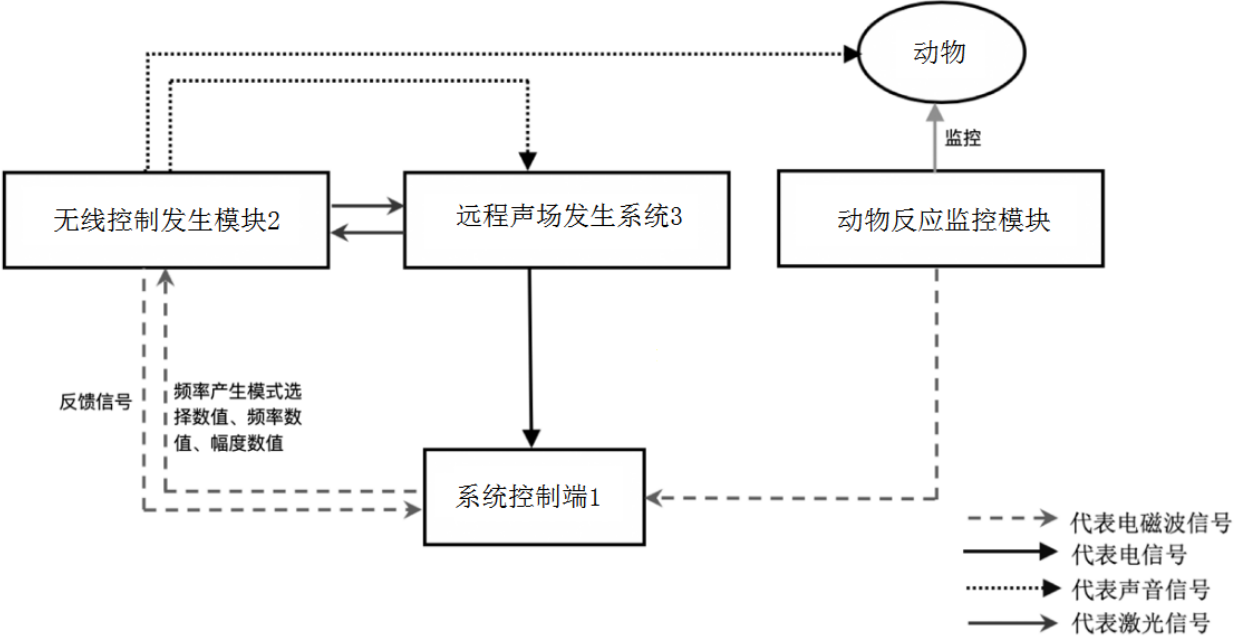 动物
监控
无线控制发生模块2
远程声场发生系统3
动物反应监控模块
反馈信号
频率产生模式选
择数值、频率数
值、幅度数值
系统控制端1
代表电磁波信号
代表电信号
代表声音信号
代表激光信号